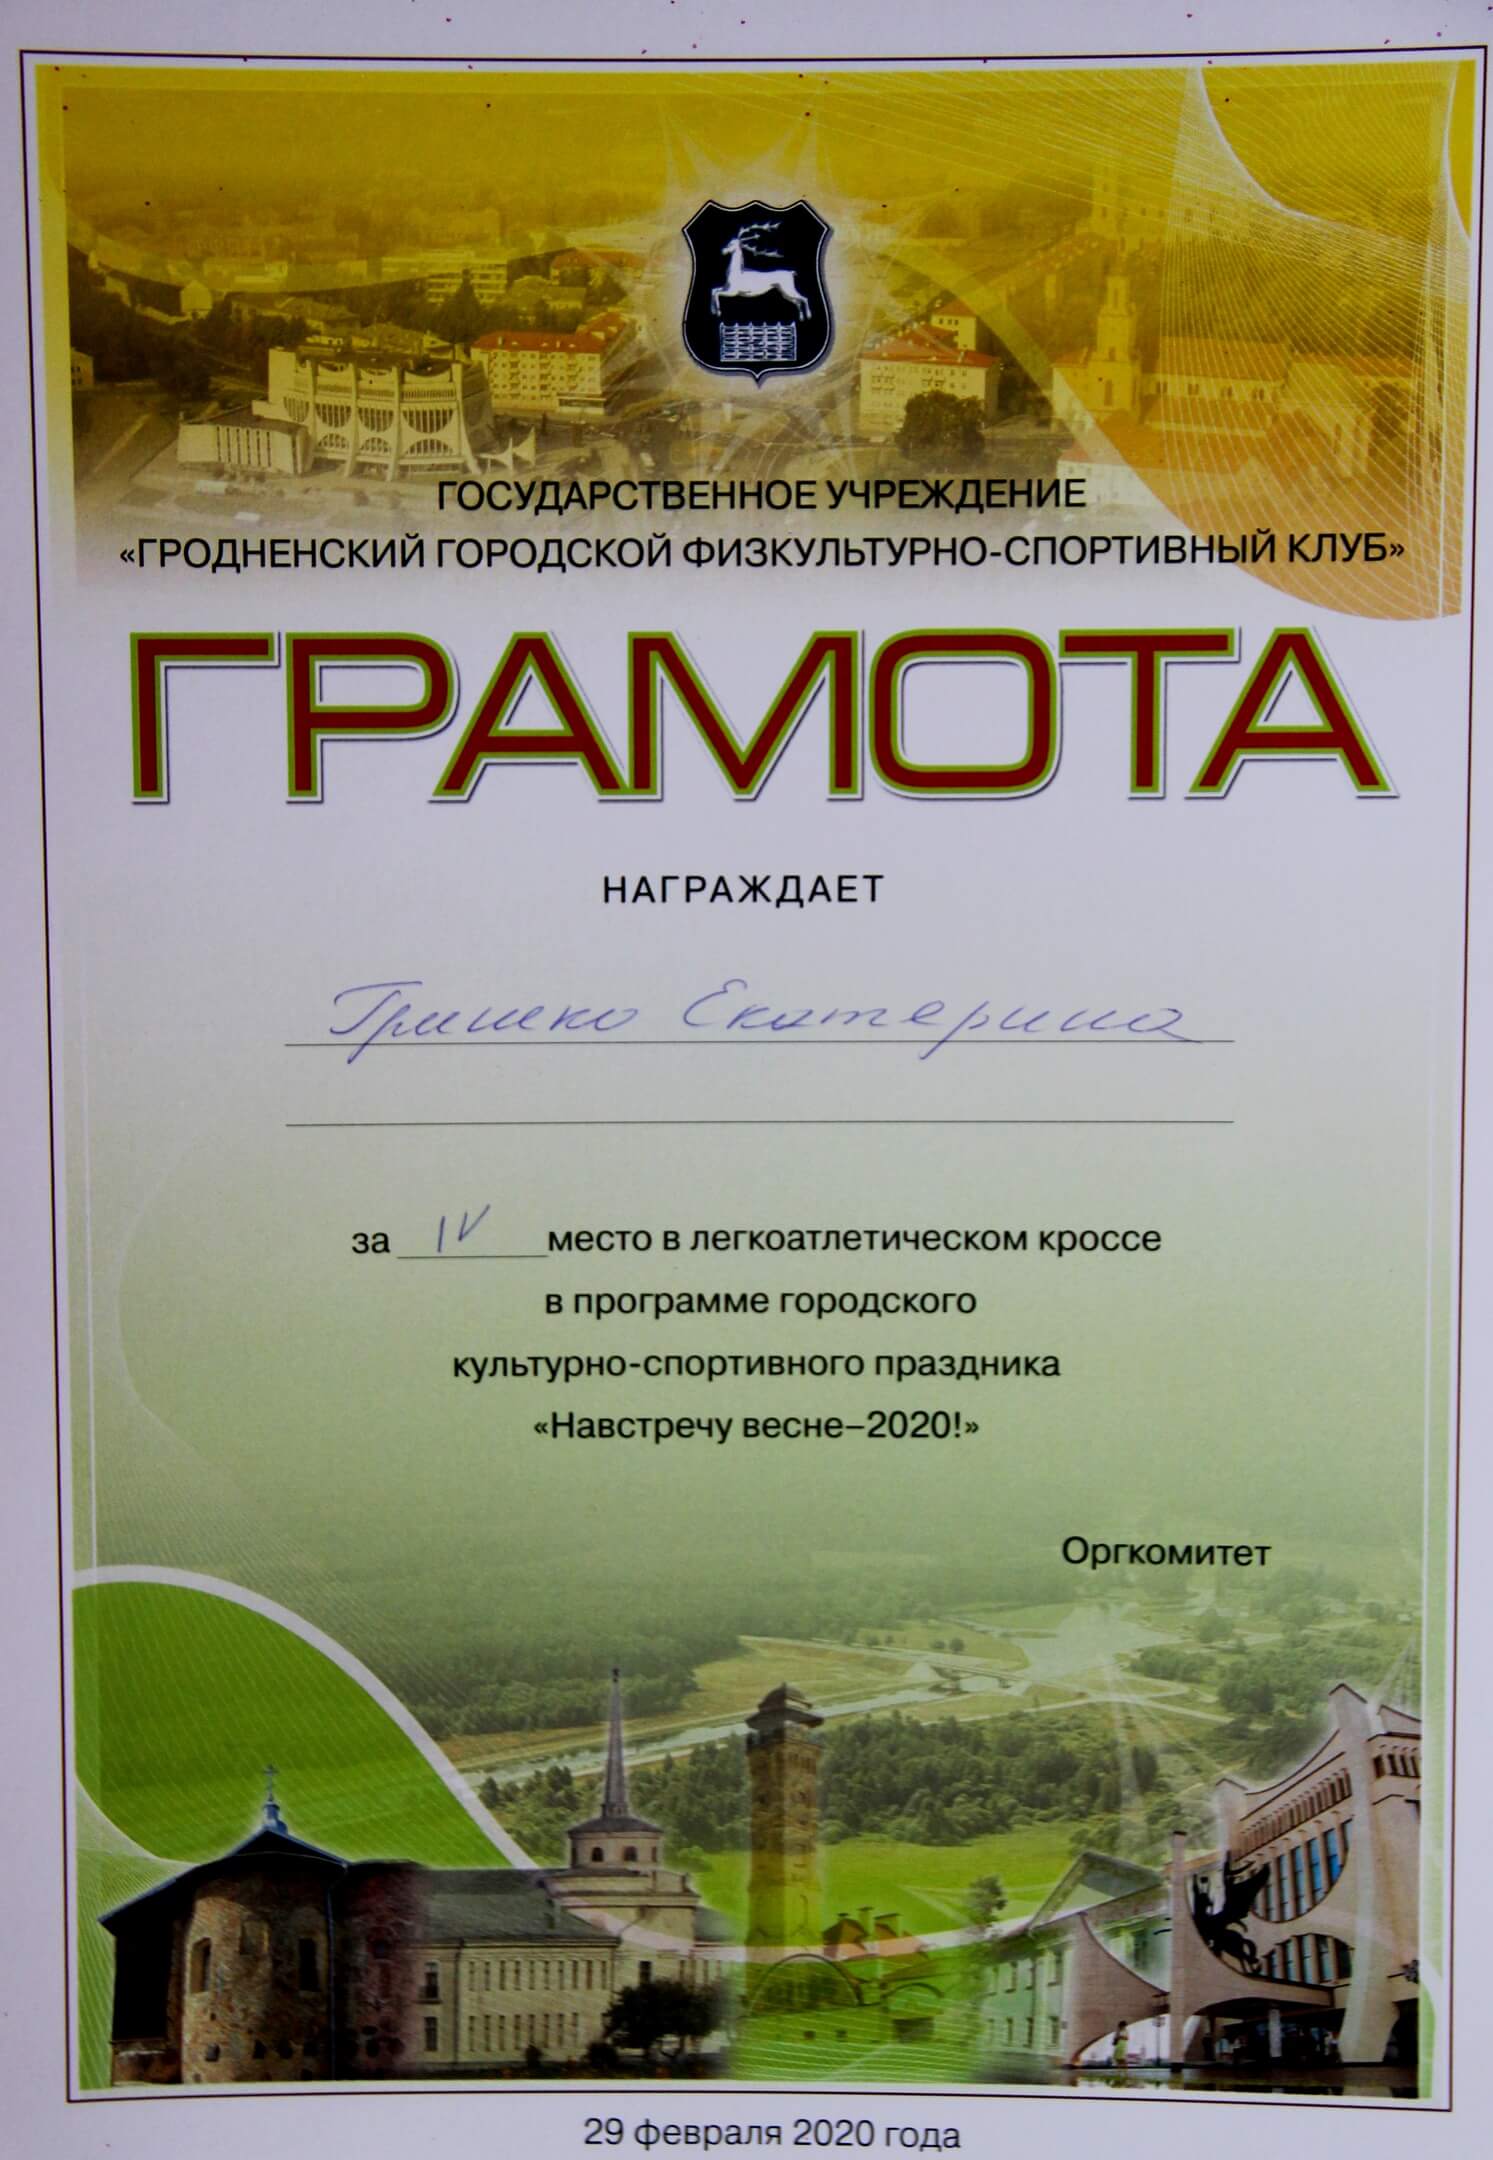 ГОСУДАРСТВЕННОЕ УЧРЕЖДЕНИЕ
«ГРОДНЕНСКИЙ ГОРОДСКОЙ ФИЗКУЛЬТУРНО-СПОРТИВНЫЙ КЛУБ»
ГРАМОТА
НАГРАЖДАЕТ
Гришко Екатерина
за IV место в легкоатлетическом кроссе
в программе городского
культурно-спортивного праздника
«Навстречу весне–2020!»
Оргкомитет
29 февраля 2020 года